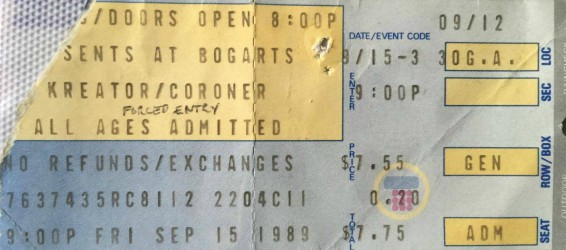 /DOORS OPEN 8:00P
DATE/EVENT CODE 09/12
SENTS AT BOGARTS /15-3 30G.A. LOC
KREATOR/CORONER ENTER 9:00P SEC
FORCED ENTRY
ALL AGES ADMITTED
NO REFUNDS/EXCHANGES PRICE $7.55 GEN ROW/BOX
7637435RC8112 2204C11 0.20
9:00P FRI SEP 15 1989 TOTAL $7.75 ADM SEAT